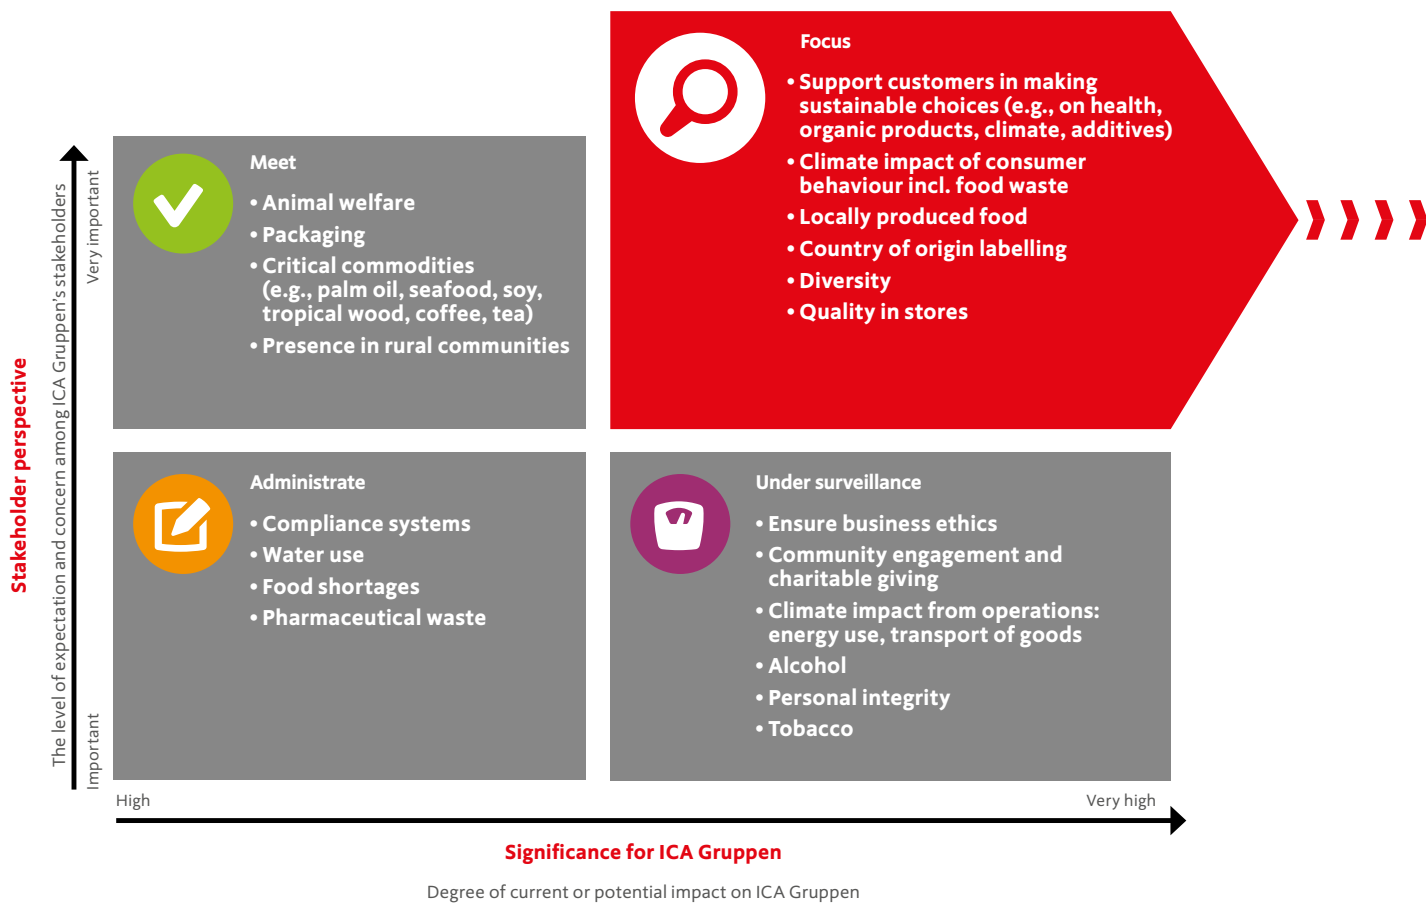 Focus
• Support customers in making
sustainable choices (e.g., on health,
organic products, climate, additives)
• Climate impact of consumer
behaviour incl. food waste
• Locally produced food
• Country of origin labelling
• Diversity
• Quality in stores
Meet
• Animal welfare
• Packaging
• Critical commodities
(e.g., palm oil, seafood, soy,
tropical wood, coffee, tea)
• Presence in rural communities
Stakeholder perspective
The level of expectation and concern among ICA Gruppen's stakeholders
Very important
Important
Administrate
• Compliance systems
• Water use
• Food shortages
• Pharmaceutical waste
Under surveillance
• Ensure business ethics
• Community engagement and
charitable giving
• Climate impact from operations:
energy use, transport of goods
• Alcohol
• Personal integrity
• Tobacco
High
Very high
Significance for ICA Gruppen
Degree of current or potential impact on ICA Gruppen